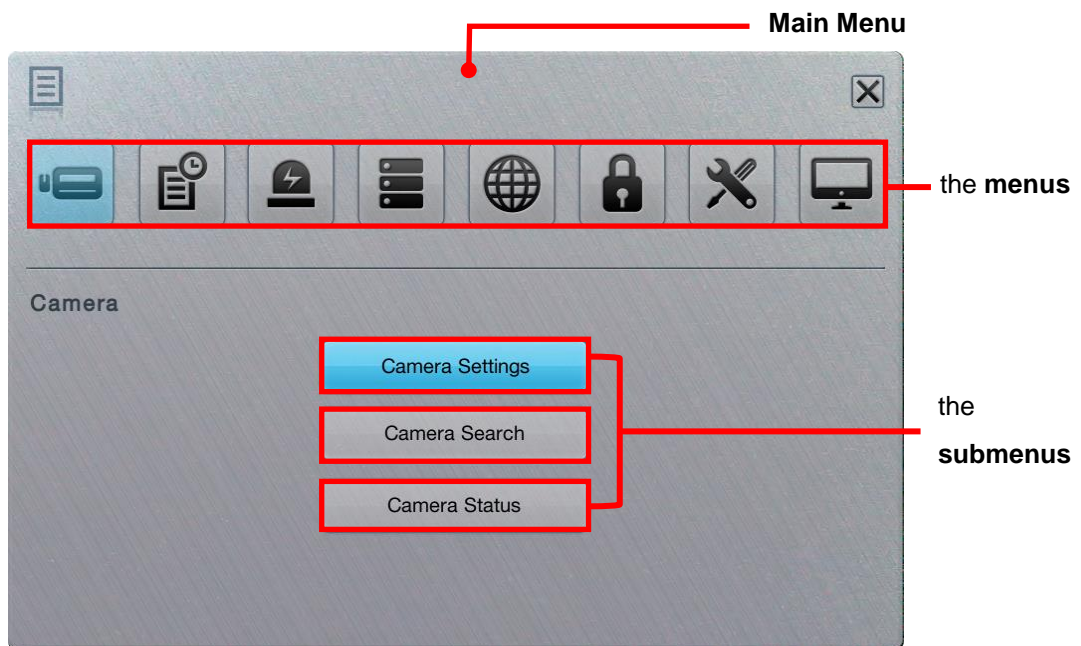 Main Menu
the menus
Camera
Camera Settings
Camera Search
Camera Status
the
submenus